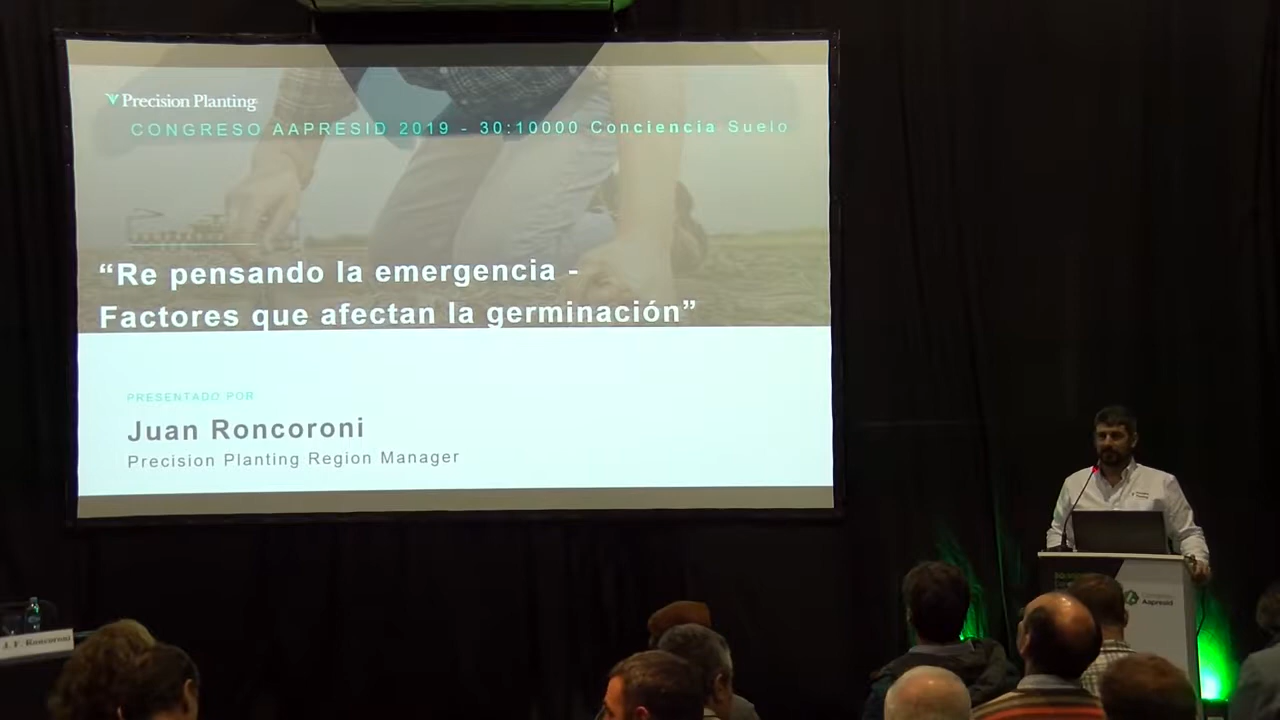 Precision Planting
CONGRESO AAPRESID 2019 - 30:10000 Conciencia Suelo
“Re pensando la emergencia -
Factores que afectan la germinación”
PRESENTADO POR
Juan Roncoroni
Precision Planting Region Manager
J. F. Roncoroni
Aapresid